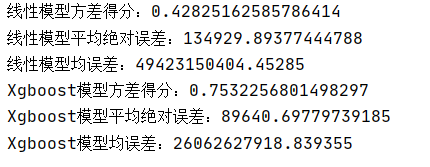 线性模型方差得分：0.42825162585786414
线性模型平均绝对误差：134929.89377444788
线性模型均误差：49423150404.45285
Xgboost模型方差得分：0.7532256801498297
Xgboost模型平均绝对误差：89640.69779739185
Xgboost模型均误差：26062627918.839355